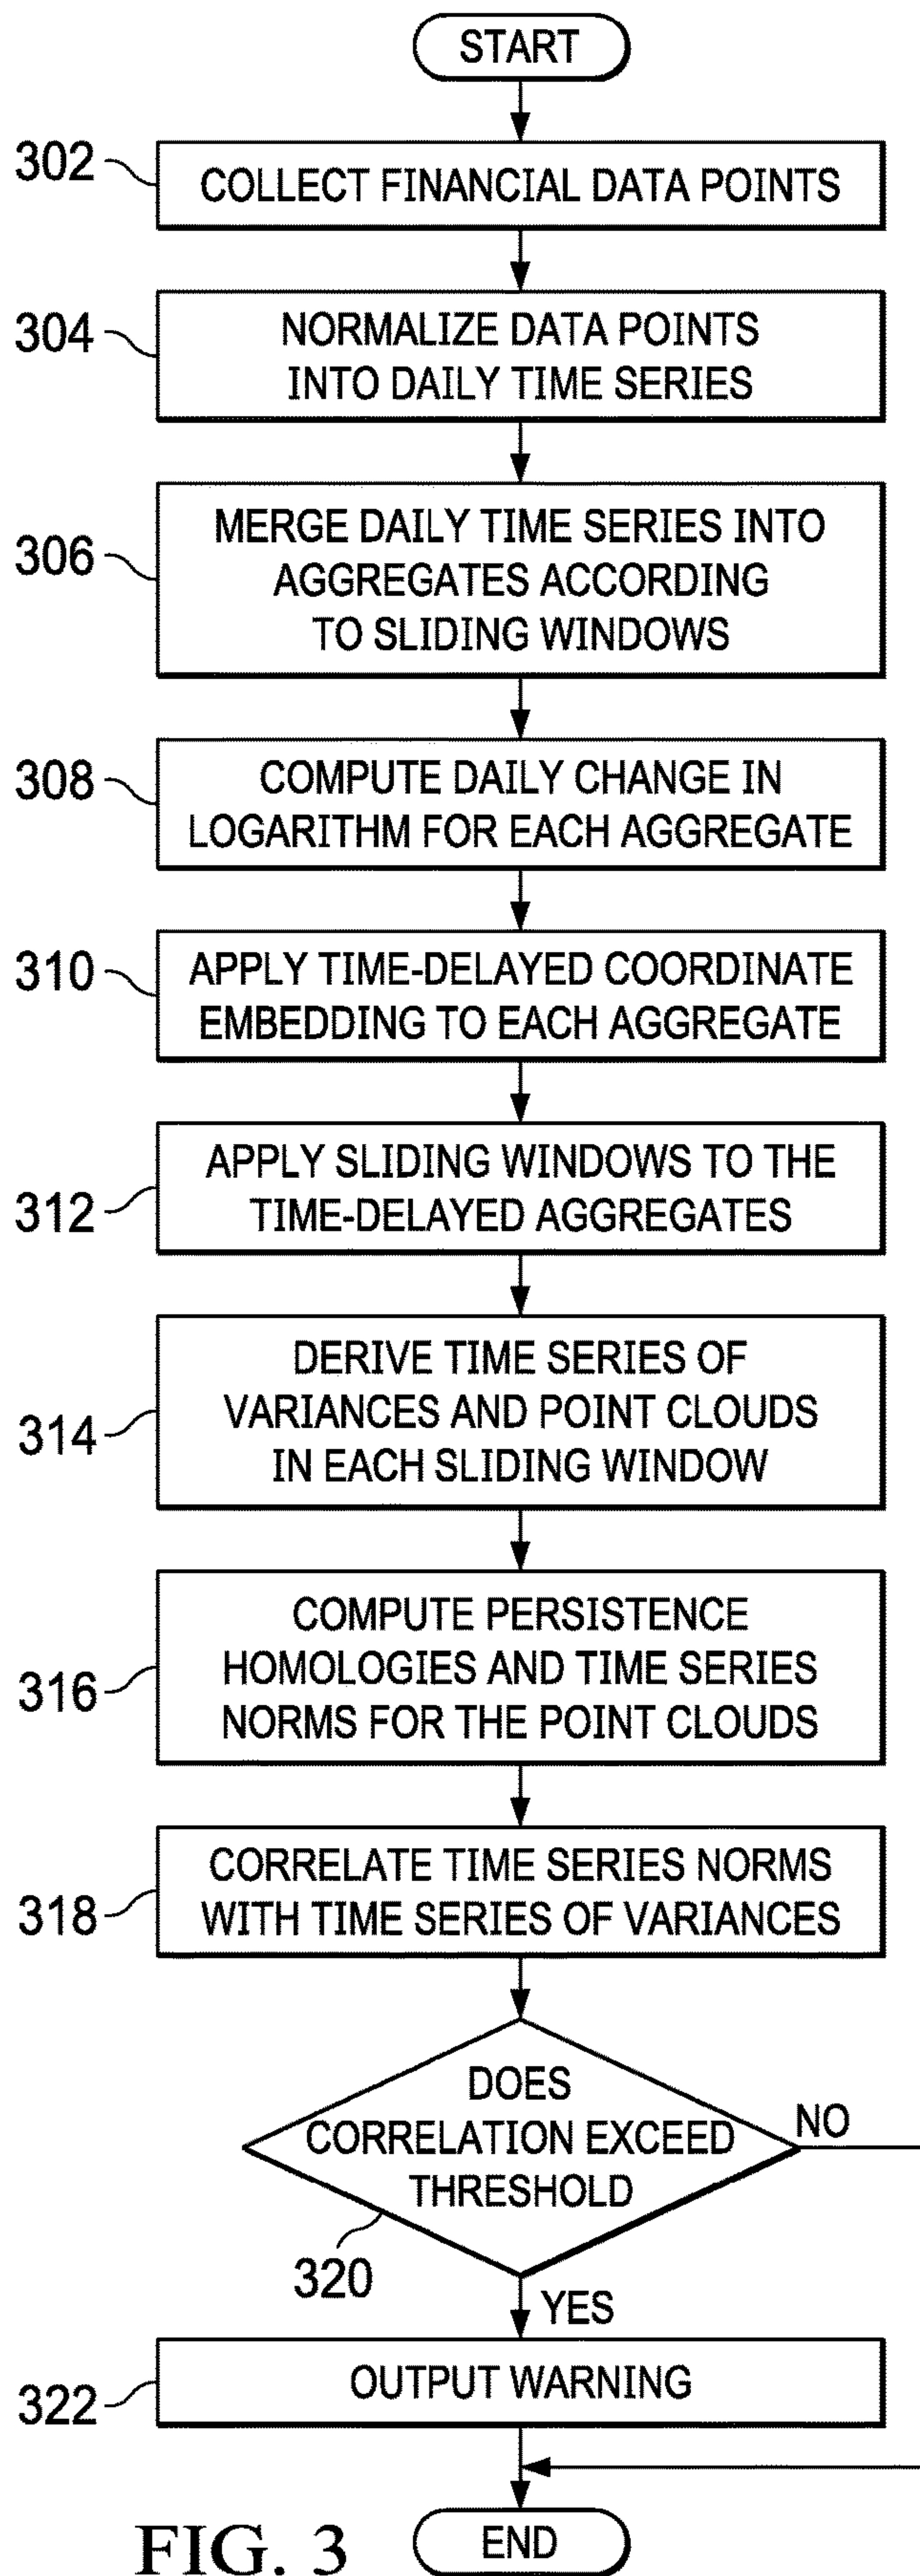 START
302
COLLECT FINANCIAL DATA POINTS
304
NORMALIZE DATA POINTS
INTO DAILY TIME SERIES
306
MERGE DAILY TIME SERIES INTO
AGGREGATES ACCORDING
TO SLIDING WINDOWS
308
COMPUTE DAILY CHANGE IN
LOGARITHM FOR EACH AGGREGATE
310
APPLY TIME-DELAYED COORDINATE
EMBEDDING TO EACH AGGREGATE
312
APPLY SLIDING WINDOWS TO THE
TIME-DELAYED AGGREGATES
314
DERIVE TIME SERIES OF
VARIANCES AND POINT CLOUDS
IN EACH SLIDING WINDOW
316
COMPUTE PERSISTENCE
HOMOLOGIES AND TIME SERIES
NORMS FOR THE POINT CLOUDS
318
CORRELATE TIME SERIES NORMS
WITH TIME SERIES OF VARIANCES
DOES
CORRELATION EXCEED
THRESHOLD
NO
320
YES
322
OUTPUT WARNING
END
FIG. 3